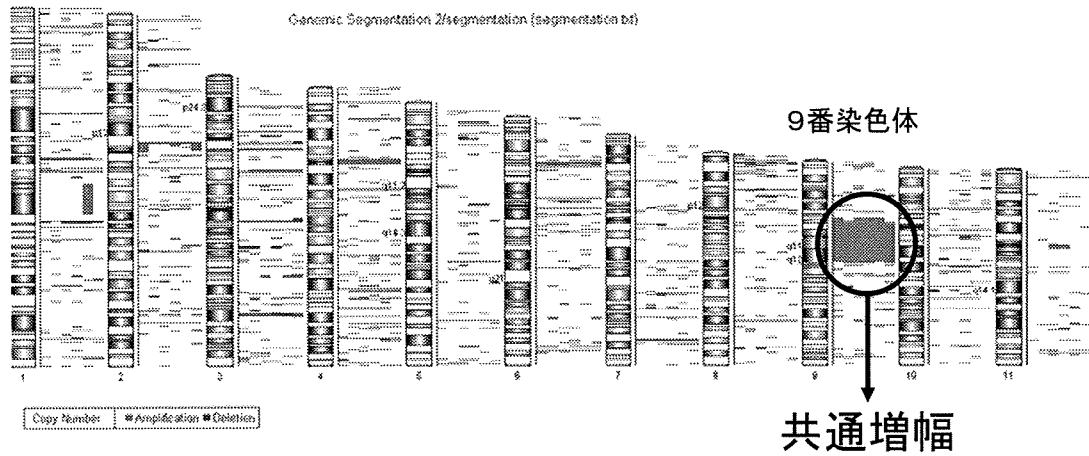 Genomic Segmentation 2/segmentation (segmentation txt)
9番染色体
1 2 3 4 5 6 7 8 9 10 11
Copy Number Amplification Deletion
共通増幅